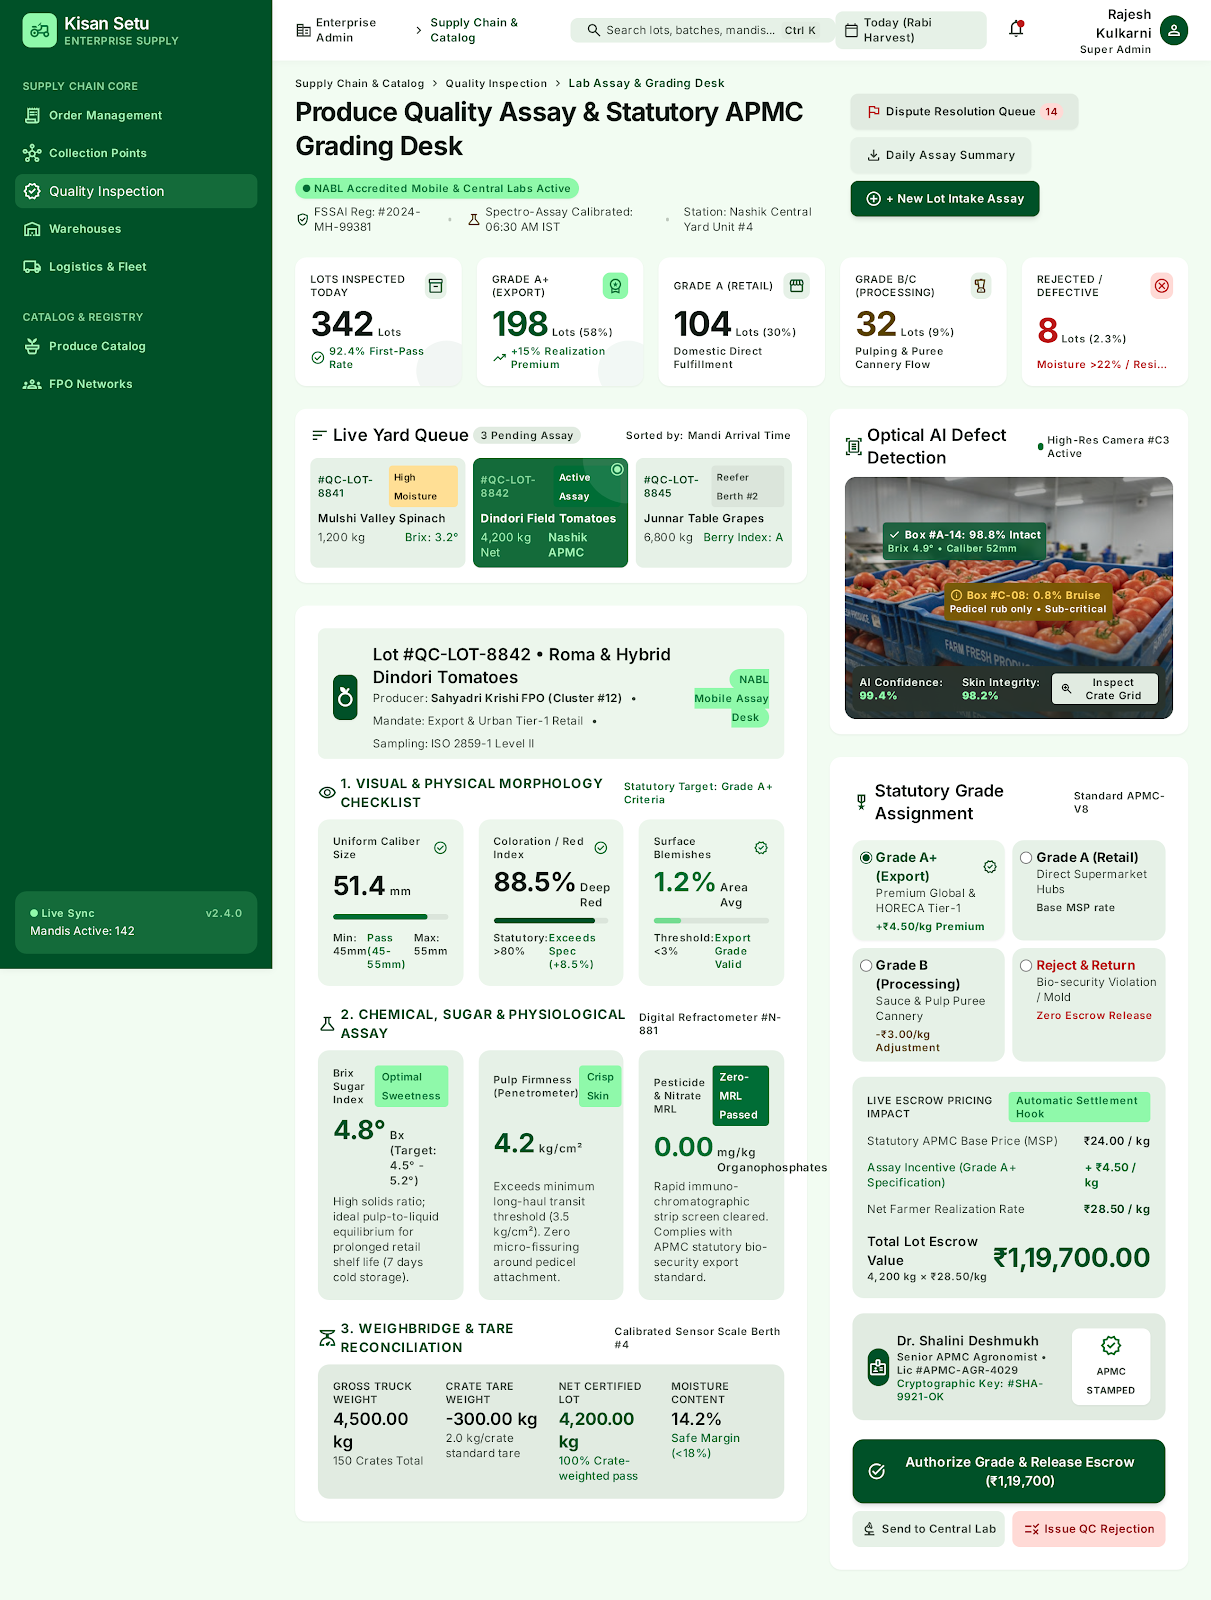 Kisan Setu
ENTERPRISE SUPPLY
SUPPLY CHAIN CORE
Order Management
Collection Points
Quality Inspection
Warehouses
Logistics & Fleet
CATALOG & REGISTRY
Produce Catalog
FPO Networks
Live Sync v2.4.0
Mandis Active: 142
Enterprise
Admin
Supply Chain &
Catalog
Search lots, batches, mandis... Ctrl K
Today (Rabi
Harvest)
Rajesh
Kulkarni
Super Admin
Supply Chain & Catalog > Quality Inspection > Lab Assay & Grading Desk
Produce Quality Assay & Statutory APMC
Grading Desk
NABL Accredited Mobile & Central Labs Active
FSSAI Reg: #2024-
MH-99381
•
Spectro-Assay Calibrated:
06:30 AM IST
•
Station: Nashik Central
Yard Unit #4
Dispute Resolution Queue 14
Daily Assay Summary
+ New Lot Intake Assay
LOTS INSPECTED
TODAY
342 Lots
92.4% First-Pass
Rate
GRADE A+
(EXPORT)
198 Lots (58%)
+15% Realization
Premium
GRADE A (RETAIL)
104 Lots (30%)
Domestic Direct
Fulfillment
GRADE B/C
(PROCESSING)
32 Lots (9%)
Pulping & Puree
Cannery Flow
REJECTED /
DEFECTIVE
8 Lots (2.3%)
Moisture >22% / Resi...
Live Yard Queue 3 Pending Assay Sorted by: Mandi Arrival Time
#QC-LOT-
8841
High
Moisture
Mulshi Valley Spinach
1,200 kg Brix: 3.2°
#QC-LOT-
8842
Active
Assay
Dindori Field Tomatoes
4,200 kg
Net
Nashik
APMC
#QC-LOT-
8845
Reefer
Berth #2
Junnar Table Grapes
6,800 kg Berry Index: A
Lot #QC-LOT-8842 • Roma & Hybrid
Dindori Tomatoes
Producer: Sahyadri Krishi FPO (Cluster #12) •
Mandate: Export & Urban Tier-1 Retail •
Sampling: ISO 2859-1 Level II
NABL
Mobile Assay
Desk
1. VISUAL & PHYSICAL MORPHOLOGY
CHECKLIST
Statutory Target: Grade A+
Criteria
Uniform Caliber
Size
51.4 mm
Min:
45mm
Pass
(45-
55mm)
Max:
55mm
Coloration / Red
Index
88.5% Deep
Red
Statutory:
>80%
Exceeds
Spec
(+8.5%)
Surface
Blemishes
1.2% Area
Avg
Threshold:
<3%
Export
Grade
Valid
2. CHEMICAL, SUGAR & PHYSIOLOGICAL
ASSAY
Digital Refractometer #N-
881
Brix
Sugar
Index
Optimal
Sweetness
4.8° Bx
(Target:
4.5° -
5.2°)
High solids ratio;
ideal pulp-to-liquid
equilibrium for
prolonged retail
shelf life (7 days
cold storage).
Pulp Firmness
(Penetrometer)
Crisp
Skin
4.2 kg/cm²
Exceeds minimum
long-haul transit
threshold (3.5
kg/cm²). Zero
micro-fissuring
around pedicel
attachment.
Pesticide
& Nitrate
MRL
Zero-
MRL
Passed
0.00 mg/kg
Organophosphates
Rapid immuno-
chromatographic
strip screen cleared.
Complies with
APMC statutory bio-
security export
standard.
3. WEIGHBRIDGE & TARE
RECONCILIATION
Calibrated Sensor Scale Berth
#4
GROSS TRUCK
WEIGHT
4,500.00
kg
150 Crates Total
CRATE TARE
WEIGHT
-300.00 kg
2.0 kg/crate
standard tare
NET CERTIFIED
LOT
4,200.00
kg
100% Crate-
weighted pass
MOISTURE
CONTENT
14.2%
Safe Margin
(<18%)
Optical AI Defect
Detection
High-Res Camera #C3
Active
Box #A-14: 98.8% Intact
Brix 4.9° • Caliber 52mm
Box #C-08: 0.8% Bruise
Pedicel rub only • Sub-critical
FARM FRESH PRODUCE
AI Confidence:
99.4%
Skin Integrity:
98.2%
Inspect
Crate Grid
Statutory Grade
Assignment
Standard APMC-
V8
Grade A+
(Export)
Premium Global &
HORECA Tier-1
+₹4.50/kg Premium
Grade A (Retail)
Direct Supermarket
Hubs
Base MSP rate
Grade B
(Processing)
Sauce & Pulp Puree
Cannery
-₹3.00/kg
Adjustment
Reject & Return
Bio-security Violation
/ Mold
Zero Escrow Release
LIVE ESCROW PRICING
IMPACT
Automatic Settlement
Hook
Statutory APMC Base Price (MSP) ₹24.00 / kg
Assay Incentive (Grade A+
Specification)
+ ₹4.50 /
kg
Net Farmer Realization Rate ₹28.50 / kg
Total Lot Escrow
Value
4,200 kg × ₹28.50/kg
₹1,19,700.00
Dr. Shalini Deshmukh
Senior APMC Agronomist •
Lic #APMC-AGR-4029
Cryptographic Key: #SHA-
9921-OK
APMC
STAMPED
Authorize Grade & Release Escrow
(₹1,19,700)
Send to Central Lab
Issue QC Rejection